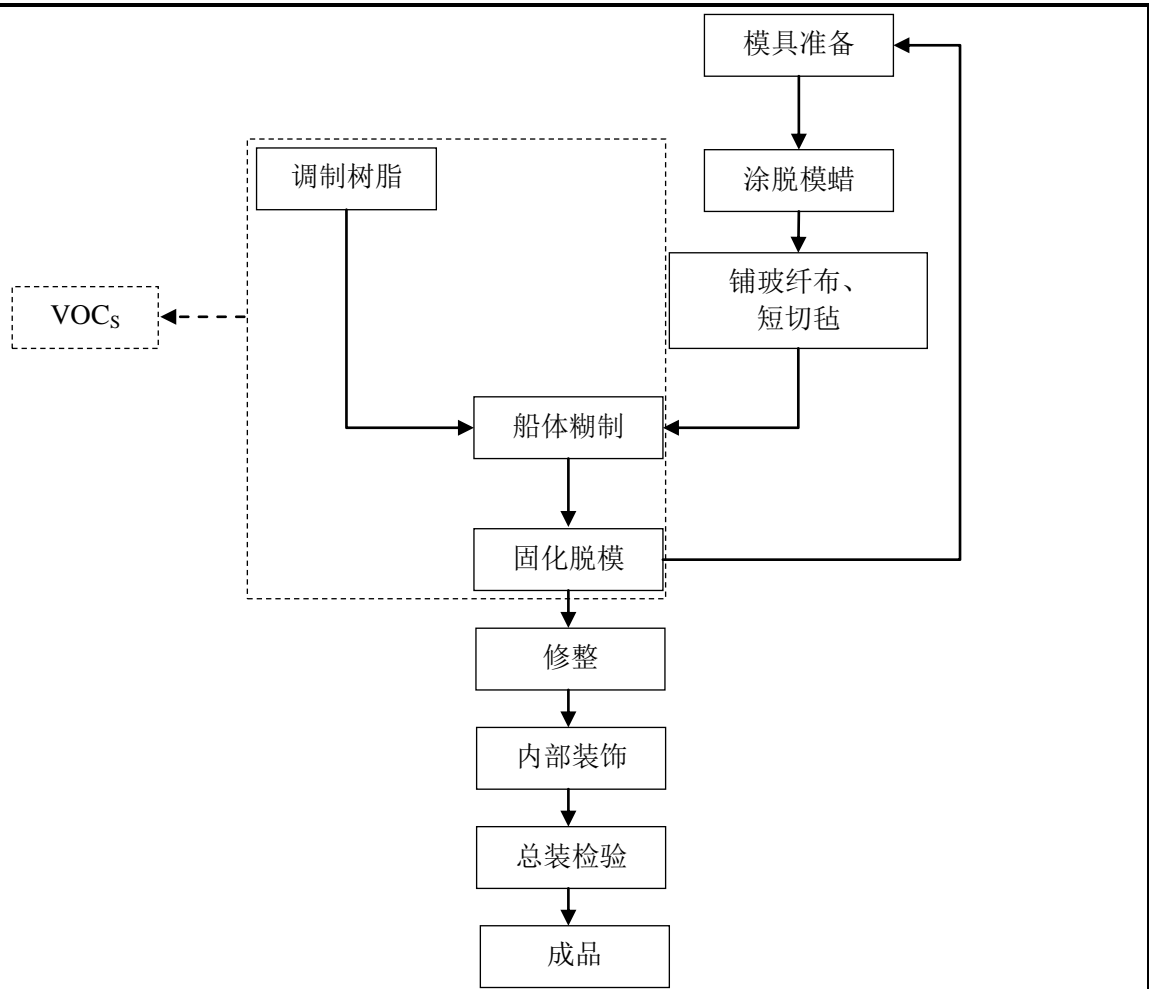 模具准备
调制树脂
涂脱模蜡
铺玻纤布、
短切毡
VOCS
船体糊制
固化脱模
修整
内部装饰
总装检验
成品